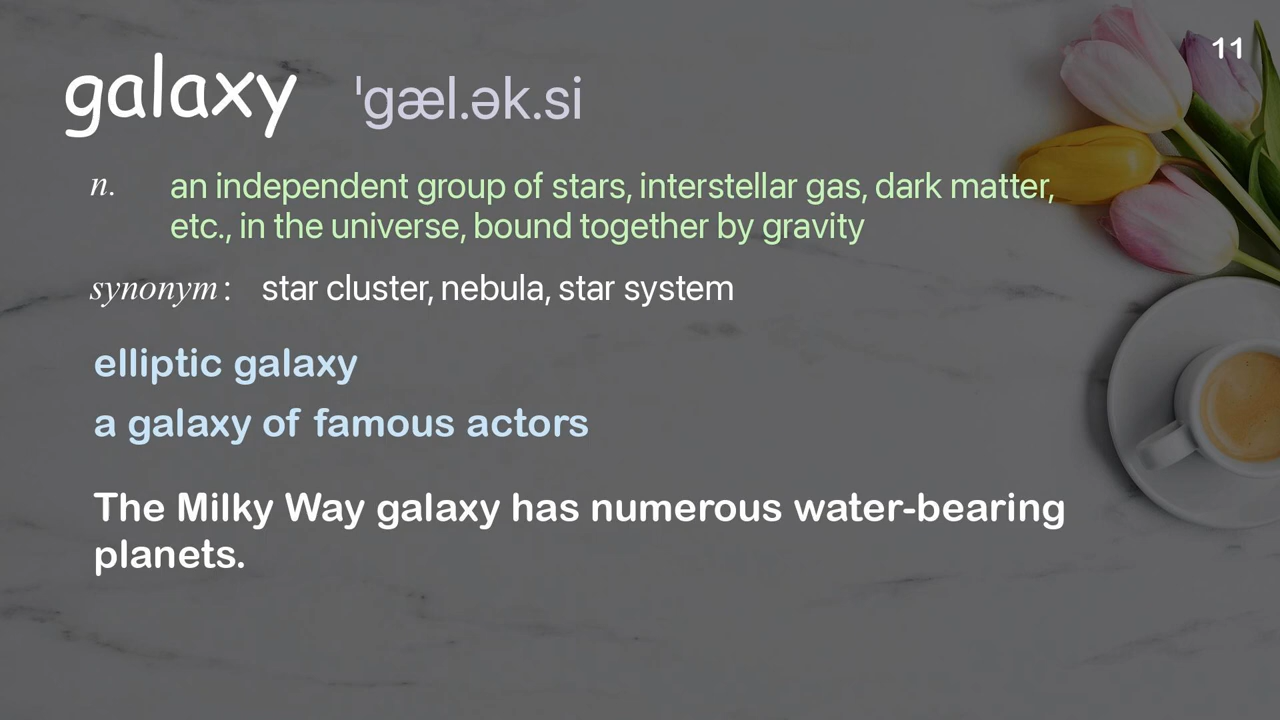 11
galaxy ˈgæl.ək.si
n. an independent group of stars, interstellar gas, dark matter,
etc., in the universe, bound together by gravity
synonym : star cluster, nebula, star system
elliptic galaxy
a galaxy of famous actors
The Milky Way galaxy has numerous water-bearing
planets.